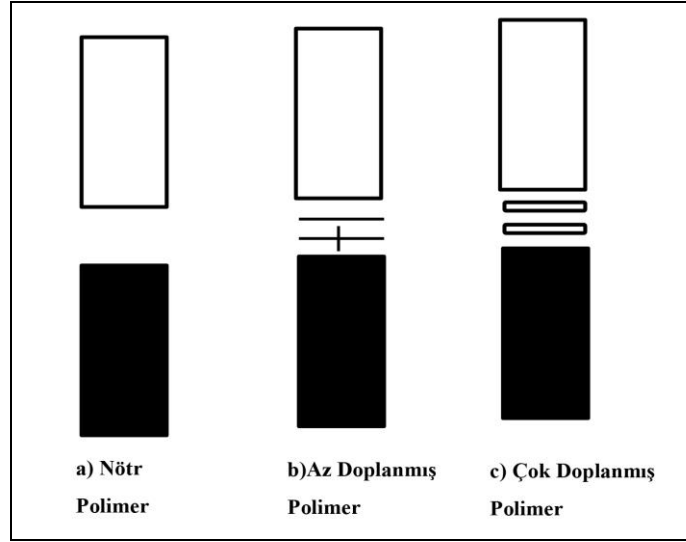 a) Nötr
Polimer
b)Az Doplanmış
Polimer
c) Çok Doplanmış
Polimer